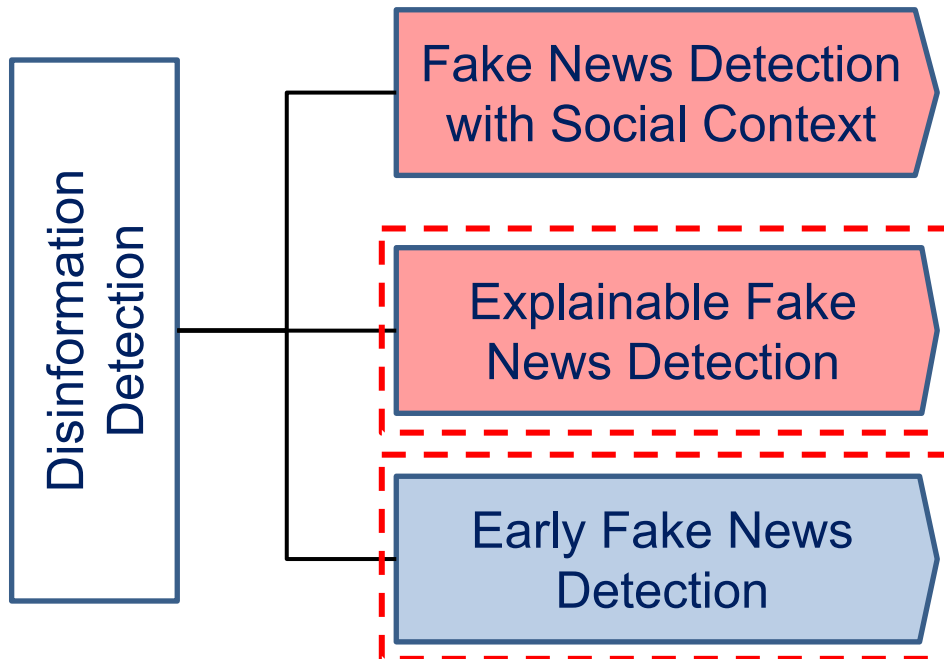 Disinformation
Detection
Fake News Detection
with Social Context
Explainable Fake
News Detection
Early Fake News
Detection